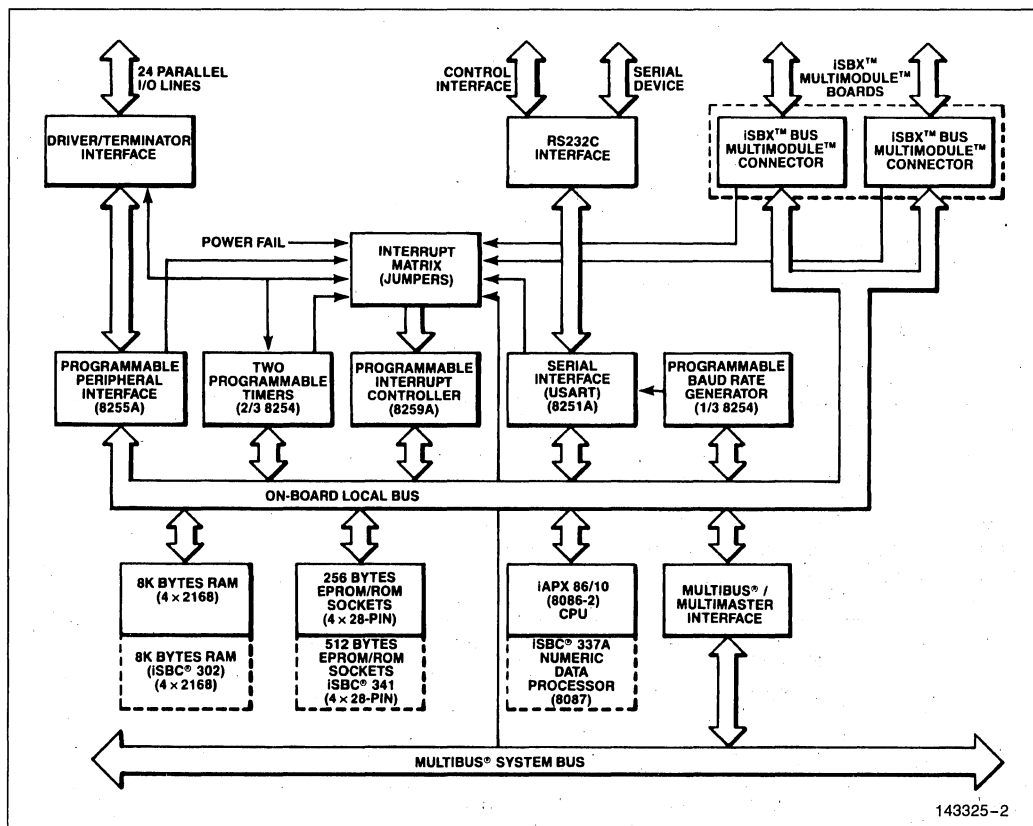 24 PARALLEL
I/O LINES
CONTROL
INTERFACE
SERIAL
DEVICE
iSBX™
MULTIMODULE™
BOARDS
DRIVER/TERMINATOR
INTERFACE
RS232C
INTERFACE
iSBX™ BUS
MULTIMODULE™
CONNECTOR
iSBX™ BUS
MULTIMODULE™
CONNECTOR
POWER FAIL
INTERRUPT
MATRIX
(JUMPERS)
PROGRAMMABLE
PERIPHERAL
INTERFACE
(8255A)
TWO
PROGRAMMABLE
TIMERS
(2/3 8254)
PROGRAMMABLE
INTERRUPT
CONTROLLER
(8259A)
SERIAL
INTERFACE
(USART)
(8251A)
PROGRAMMABLE
BAUD RATE
GENERATOR
(1/3 8254)
ON-BOARD LOCAL BUS
8K BYTES RAM
(4 × 2168)
256 BYTES
EPROM/ROM
SOCKETS
(4 × 28-PIN)
iAPX 86/10
(8086-2)
CPU
MULTIBUS® /
MULTIMASTER
INTERFACE
8K BYTES RAM
(iSBC® 302)
(4 × 2168)
512 BYTES
EPROM/ROM
SOCKETS
iSBC® 341
(4 × 28-PIN)
iSBC® 337A
NUMERIC
DATA
PROCESSOR
(8087)
MULTIBUS® SYSTEM BUS
143325–2